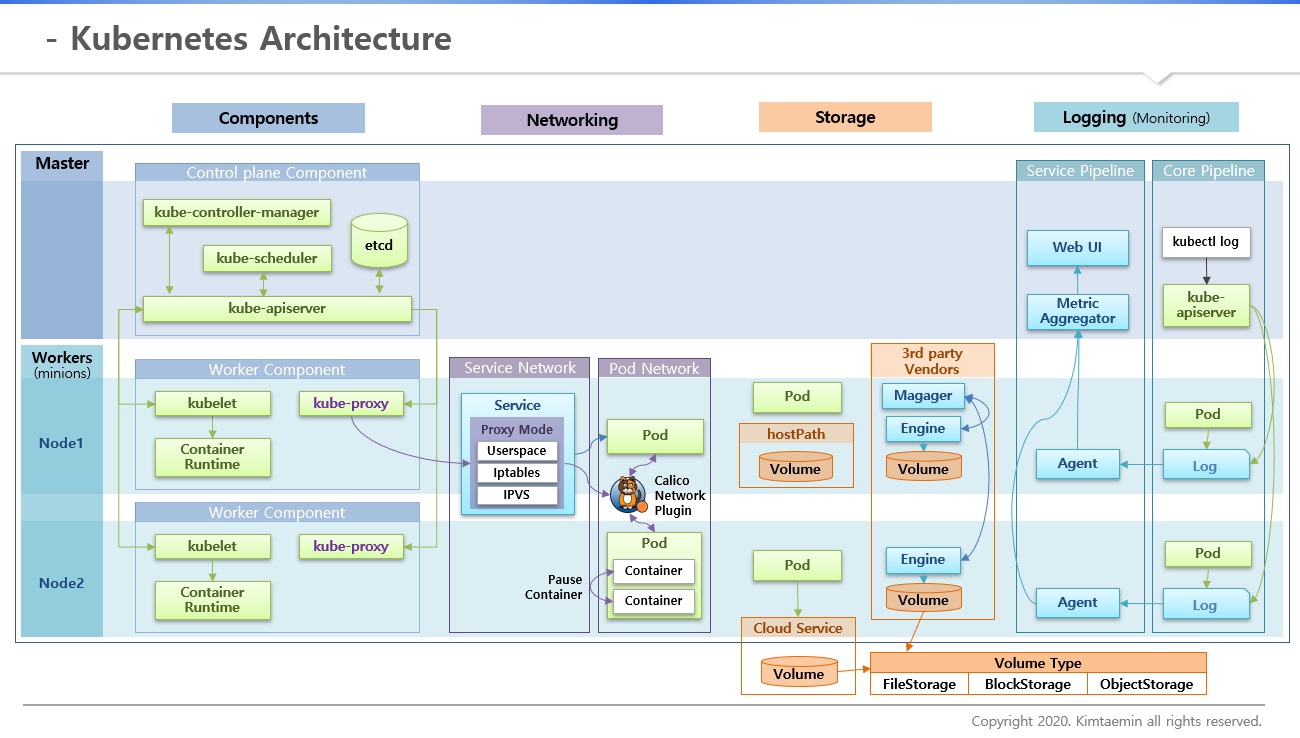 - Kubernetes Architecture
Components
Networking
Storage
Logging (Monitoring)
Master
Control plane Component
kube-controller-manager
kube-scheduler
etcd
kube-apiserver
Service Pipeline
Core Pipeline
Web UI
Metric
Aggregator
kubectl log
kube-
apiserver
Workers
(minions)
Node1
Worker Component
kubelet
kube-proxy
Container
Runtime
Service Network
Service
Proxy Mode
Userspace
Iptables
IPVS
Pod Network
Pod
Calico
Network
Plugin
Pod
hostPath
Volume
3rd party
Vendors
Magager
Engine
Volume
Agent
Pod
Log
Node2
Worker Component
kubelet
kube-proxy
Container
Runtime
Pause
Container
Pod
Container
Container
Pod
Cloud Service
Volume
Engine
Volume
Agent
Pod
Log
Volume Type
FileStorage
BlockStorage
ObjectStorage
Copyright 2020. Kimtaemin all rights reserved.